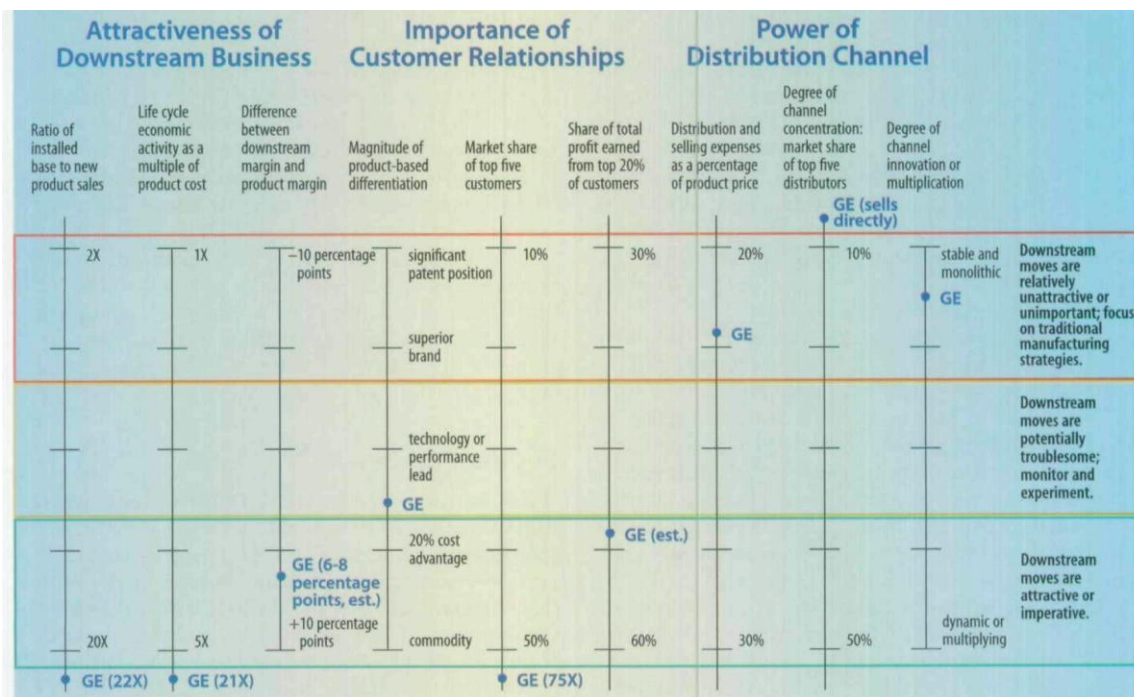 Attractiveness of
Downstream Business
Importance of
Customer Relationships
Power of
Distribution Channel
Ratio of
installed
base to new
product sales
Life cycle
economic
activity as a
multiple of
product cost
Difference
between
downstream
margin and
product margin
Magnitude of
product-based
differentiation
Market share
of top five
customers
Share of total
profit earned
from top 20%
of customers
Distribution and
selling expenses
as a percentage
of product price
Degree of
channel
concentration:
market share
of top five
distributors
Degree of
channel
innovation or
multiplication
GE (sells
directly)
2X
1X
−10 percentage
points
significant
patent position
10%
30%
20%
10%
stable and
monolithic
GE
GE
superior
brand
Downstream
moves are
relatively
unattractive or
unimportant; focus
on traditional
manufacturing
strategies.
technology or
performance
lead
GE
Downstream
moves are
potentially
troublesome;
monitor and
experiment.
GE (est.)
20% cost
advantage
GE (6-8
percentage
points, est.)
Downstream
moves are
attractive or
imperative.
20X
5X
+10 percentage
points
commodity
50%
60%
30%
50%
dynamic or
multiplying
GE (22X)
GE (21X)
GE (75X)